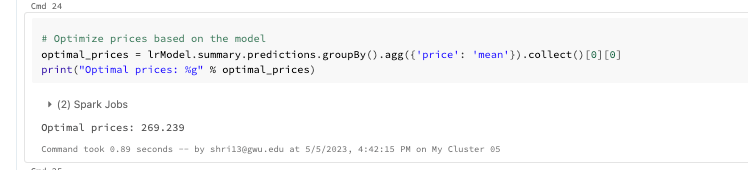 Cmd 24
# Optimize prices based on the model
optimal_prices = lrModel.summary.predictions.groupBy().agg({'price': 'mean'}).collect()[0][0]
print("Optimal prices: %g" % optimal_prices)
(2) Spark Jobs
Optimal prices: 269.239
Command took 0.89 seconds -- by shri13@gwu.edu at 5/5/2023, 4:42:15 PM on My Cluster 05